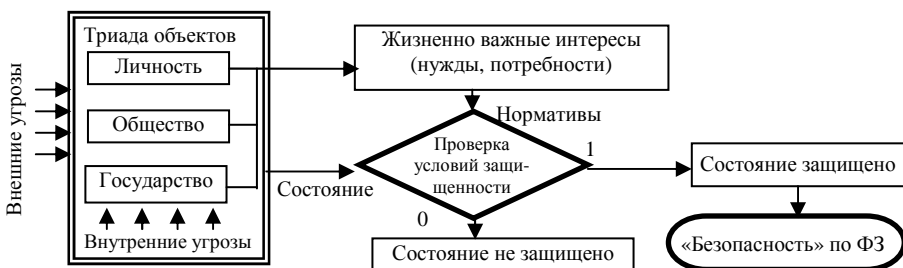 Внешние угрозы
Триада объектов
Личность
Общество
Государство
Внутренние угрозы
Жизненно важные интересы
(нужды, потребности)
Нормативы
Состояние
Проверка
условий защи-
щенности
1
0
Состояние защищено
Состояние не защищено
«Безопасность» по ФЗ